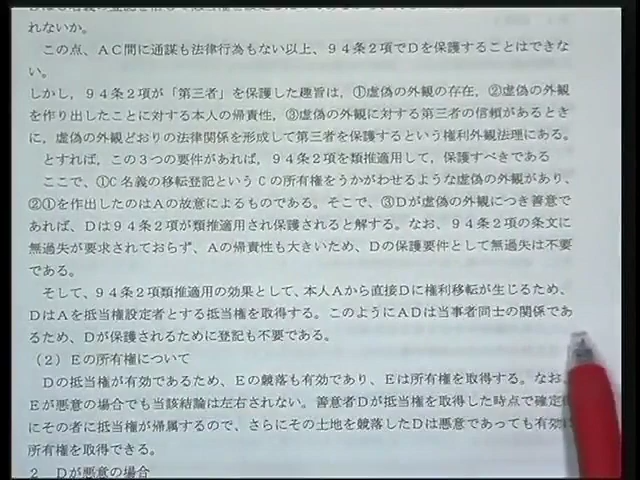 れないか。
この点、ＡＣ間に通謀も法律行為もない以上、９４条２項でＤを保護することはできな
い。
しかし，９４条２項が「第三者」を保護した趣旨は，①虚偽の外観の存在，②虚偽の外観
を作り出したことに対する本人の帰責性，③虚偽の外観に対する第三者の信頼があるとき
に，虚偽の外観どおりの法律関係を形成して第三者を保護するという権利外観法理にある。
とすれば，この３つの要件があれば，９４条２項を類推適用して，保護すべきである
ここで、①Ｃ名義の移転登記というＣの所有権をうかがわせるような虚偽の外観があり、
②①を作出したのはＡの故意によるものである。そこで、③Ｄが虚偽の外観につき善意で
あれば、Ｄは９４条２項が類推適用され保護されると解する。なお、９４条２項の条文に
無過失が要求されておらず、Ａの帰責性も大きいため、Ｄの保護要件として無過失は不要
である。
そして、９４条２項類推適用の効果として、本人Ａから直接Ｄに権利移転が生じるため、
ＤはＡを抵当権設定者とする抵当権を取得する。このようにＡＤは当事者同士の関係であ
るため、Ｄが保護されるために登記も不要である。
（２）Ｅの所有権について
Ｄの抵当権が有効であるため、Ｅの競落も有効であり、Ｅは所有権を取得する。なお、
Ｅが悪意の場合でも当該結論は左右されない。善意者Ｄが抵当権を取得した時点で確定
にその者に抵当権が帰属するので、さらにその土地を競落したＤは悪意であっても有効に
所有権を取得できる。
２　Ｄが悪意の場合